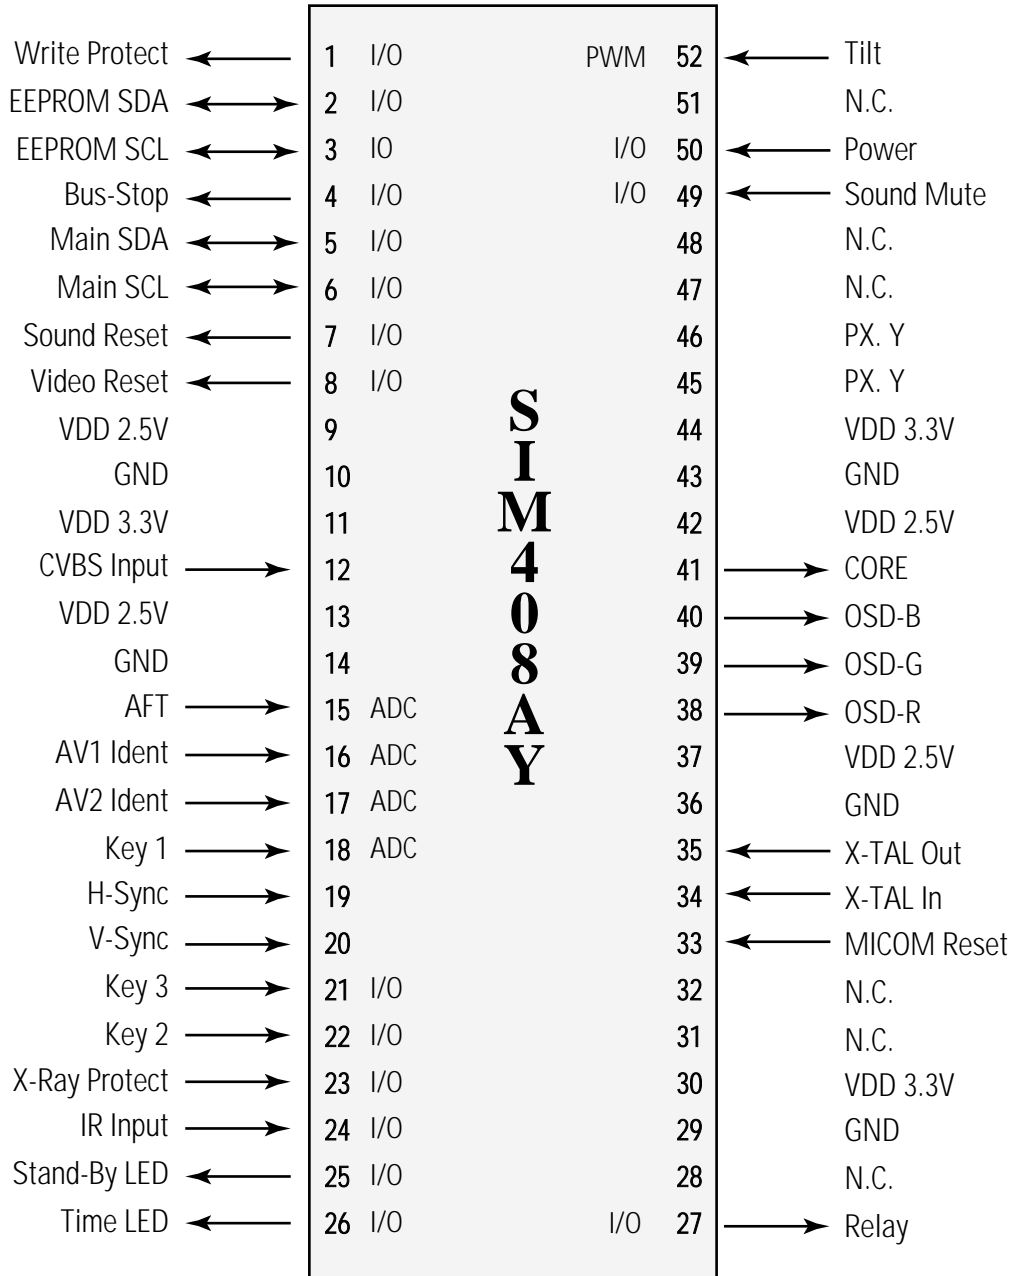 Write Protect 1 I/O PWM 52 Tilt
EEPROM SDA 2 I/O 51 N.C.
EEPROM SCL 3 IO I/O 50 Power
Bus-Stop 4 I/O I/O 49 Sound Mute
Main SDA 5 I/O 48 N.C.
Main SCL 6 I/O 47 N.C.
Sound Reset 7 I/O 46 PX. Y
Video Reset 8 I/O 45 PX. Y
VDD 2.5V 9 44 VDD 3.3V
GND 10 43 GND
VDD 3.3V 11 42 VDD 2.5V
CVBS Input 12 41 CORE
VDD 2.5V 13 40 OSD-B
GND 14 39 OSD-G
AFT 15 ADC 38 OSD-R
AV1 Ident 16 ADC 37 VDD 2.5V
AV2 Ident 17 ADC 36 GND
Key 1 18 ADC 35 X-TAL Out
H-Sync 19 34 X-TAL In
V-Sync 20 33 MICOM Reset
Key 3 21 I/O 32 N.C.
Key 2 22 I/O 31 N.C.
X-Ray Protect 23 I/O 30 VDD 3.3V
IR Input 24 I/O 29 GND
Stand-By LED 25 I/O 28 N.C.
Time LED 26 I/O I/O 27 Relay
SIM408AY